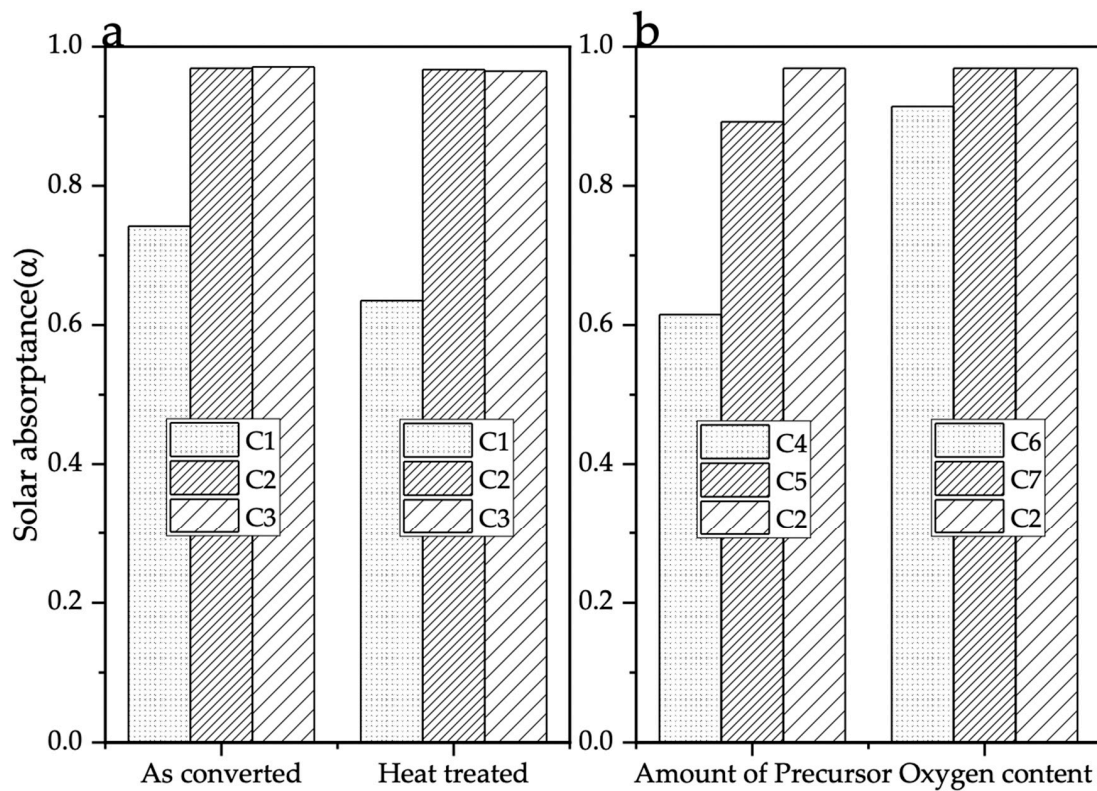 a
b
Solar absorptance(α)
1.0
0.8
0.6
0.4
0.2
0.0
C1
C2
C3
C1
C2
C3
As converted
Heat treated
1.0
0.8
0.6
0.4
0.2
0.0
C4
C5
C2
C6
C7
C2
Amount of Precursor
Oxygen content